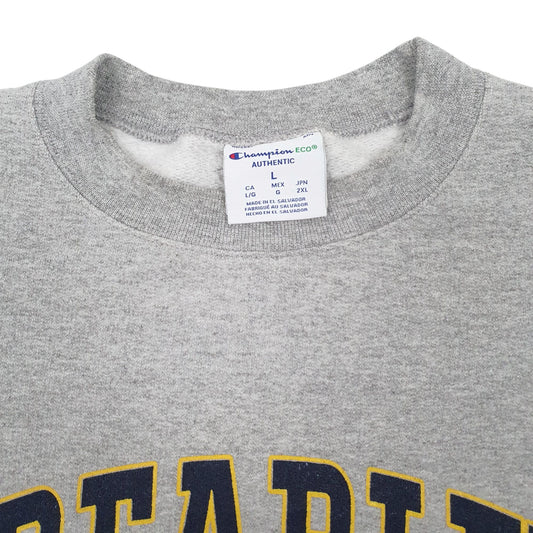 Champion ECO®
AUTHENTIC
L
CA MEX JPN
L/G G 2XL
MADE IN EL SALVADOR
FABRIQUÉ AU SALVADOR
HECHO EN EL SALVADOR